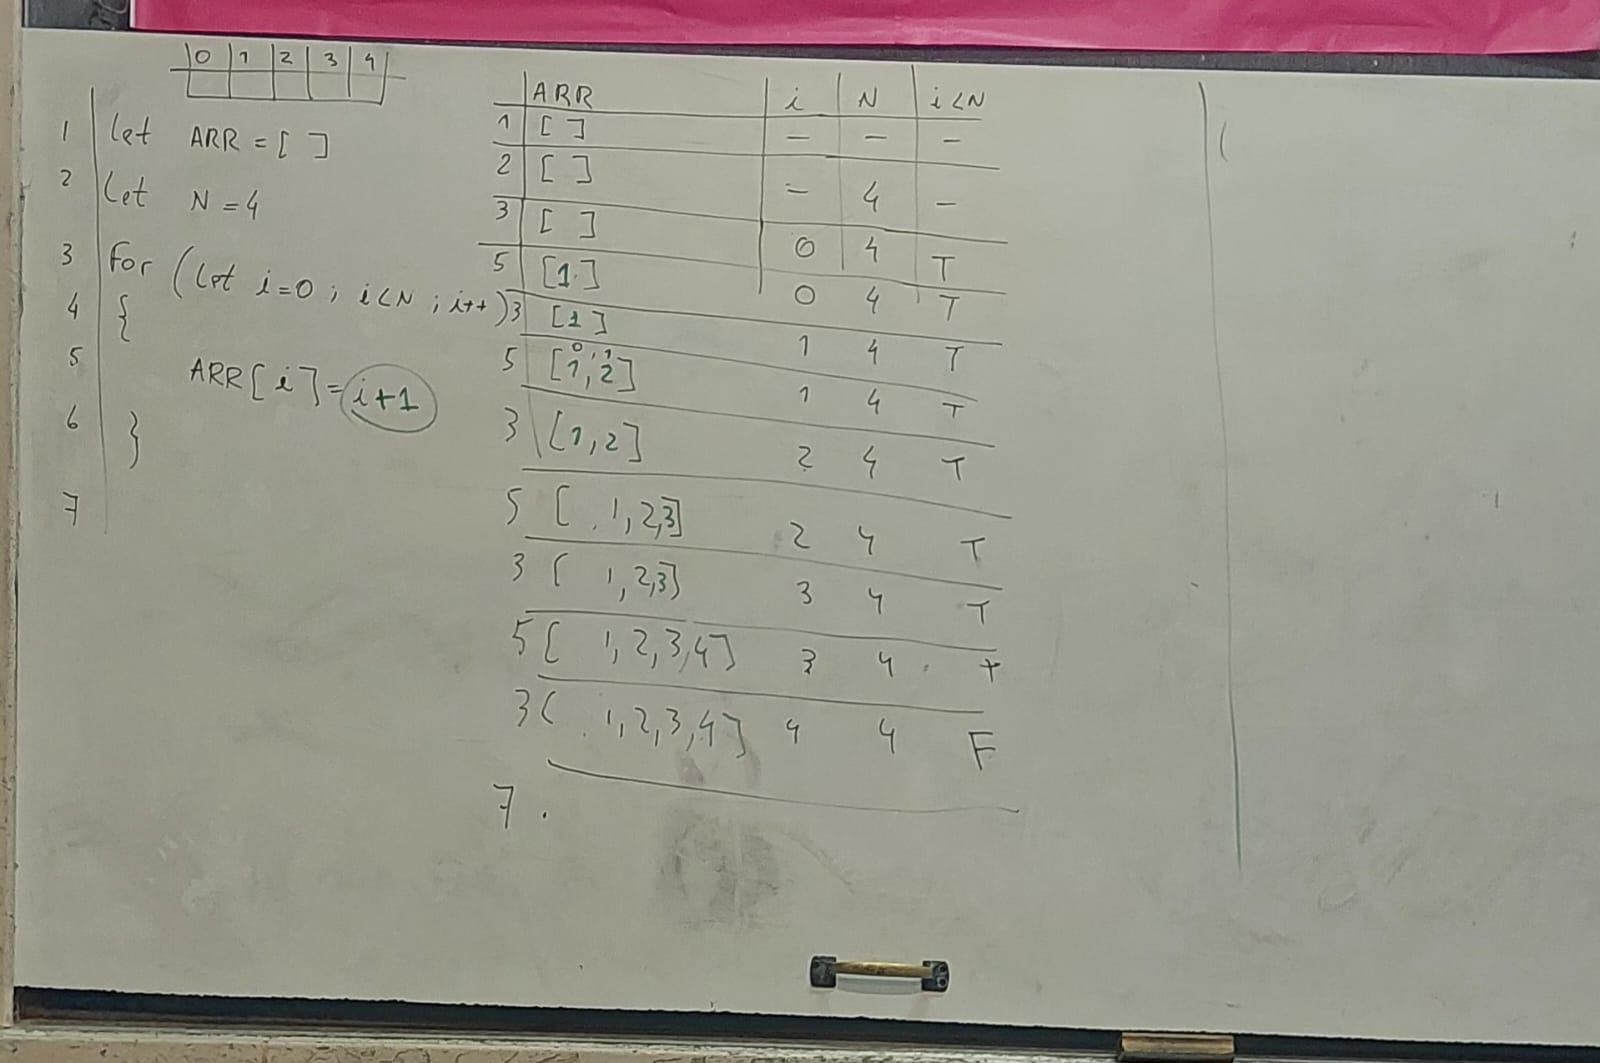 0 1 2 3 4
1 let ARR = [ ]
2 let N = 4
3 for (let i=0 ; i<N ; i++)
4 {
5 ARR[i] = i+1
6 }
7
ARR i N i<N
1 [ ] - - -
2 [ ] - 4 -
3 [ ] 0 4 T
5 [1] 0 4 T
3 [1] 1 4 T
0 1
5 [1,2] 1 4 T
3 [1,2] 2 4 T
5 [ 1,2,3] 2 4 T
3 [ 1,2,3] 3 4 T
5 [ 1,2,3,4] 3 4 T
3 [ 1,2,3,4] 4 4 F
7 .